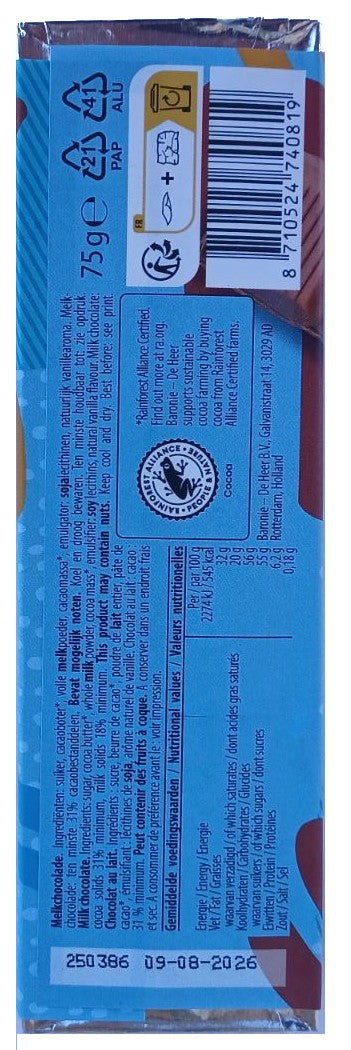 Melkchocolade. Ingrediënten: suiker, cacaoboter*, volle melkpoeder, cacaomassa*, emulgator: sojalecithinen, natuurlijk vanillearoma. Melk-
chocolade: ten minste 31% cacaobestanddelen. Bevat mogelijk noten. Koel en droog bewaren. Ten minste houdbaar tot: zie opdruk.
Milk chocolate. Ingredients: sugar, cocoa butter*, whole milk powder, cocoa mass*, emulsifier: soy lecithins, natural vanilla flavour. Milk chocolate:
cocoa solids 31% minimum, milk solids 18% minimum. This product may contain nuts. Keep cool and dry. Best before: see print.
Chocolat au lait. Ingrédients: sucre, beurre de cacao*, poudre de lait entier, pâte de
cacao*, émulsifiant: lécithines de soja, arôme naturel de vanille. Chocolat au lait: cacao:
31% minimum. Peut contenir des fruits à coque. A conserver dans un endroit frais
et sec. A consommer de préférence avant le: voir impression.
Gemiddelde voedingswaarden / Nutritional values / Valeurs nutritionelles
Per / par 100 g
Energie / Energy / Energie 2274 kJ / 545 kcal
Vet / Fat / Graisses 32 g
waarvan verzadigd / of which saturates / dont acides gras saturés 20 g
Koolhydraten / Carbohydrates / Glucides 56 g
waarvan suikers / of which sugars / dont sucres 55 g
Eiwitten / Protein / Protéines 6,2 g
Zout / Salt / Sel 0,18 g
RAINFOREST ALLIANCE • PEOPLE & NATURE •
COCOA
*Rainforest Alliance Certified.
Find out more at ra.org.
Baronie – De Heer
supports sustainable
cocoa farming by buying
cocoa from Rainforest
Alliance Certified farms.
Baronie – De Heer B.V., Galvanistraat 14, 3029 AD
Rotterdam, Holland
75g℮
21
PAP
41
ALU
FR
+
8 710524 740819
250386 09-08-2026